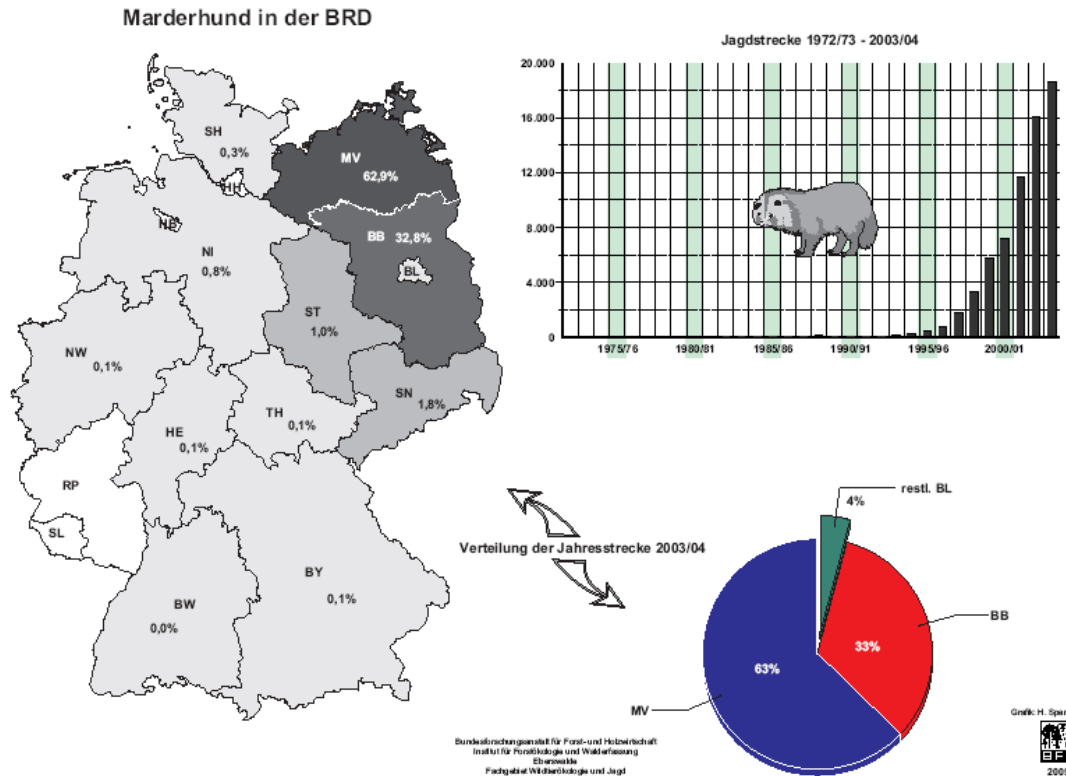 Marderhund in der BRD
Jagdstrecke 1972/73 - 2003/04
20.000
16.000
12.000
8.000
4.000
0
1975/76
1980/81
1985/86
1990/91
1995/96
2000/01
SH
0,3%
HH
MV
62,9%
HB
NI
0,8%
BB 32,8%
BL
ST
1,0%
NW
0,1%
SN
1,8%
TH
0,1%
HE
0,1%
RP
SL
BY
0,1%
BW
0,0%
Verteilung der Jahresstrecke 2003/04
restl. BL
4%
BB
33%
63%
MV
Bundesforschungsanstalt für Forst- und Holzwirtschaft
Institut für Forstökologie und Walderfassung
Eberswalde
Fachgebiet Wildtierökologie und Jagd
Grafik: H.